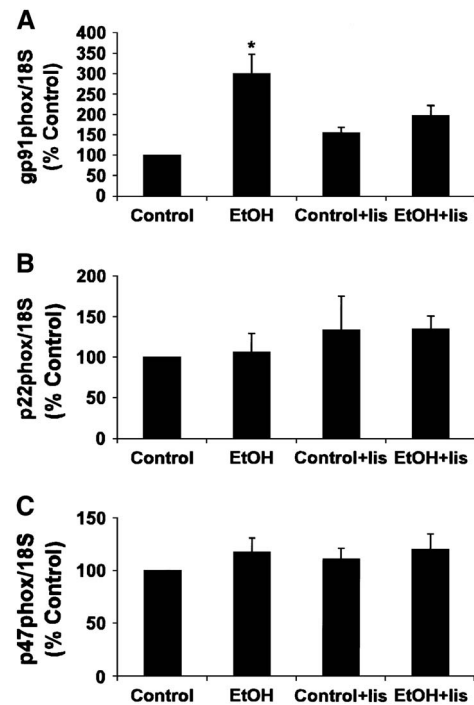 A
gp91phox/18S
(% Control)
400
350
300
250
200
150
100
50
0
*
Control EtOH Control+lis EtOH+lis
B
p22phox/18S
(% Control)
200
150
100
50
0
Control EtOH Control+lis EtOH+lis
C
p47phox/18S
(% Control)
150
100
50
0
Control EtOH Control+lis EtOH+lis